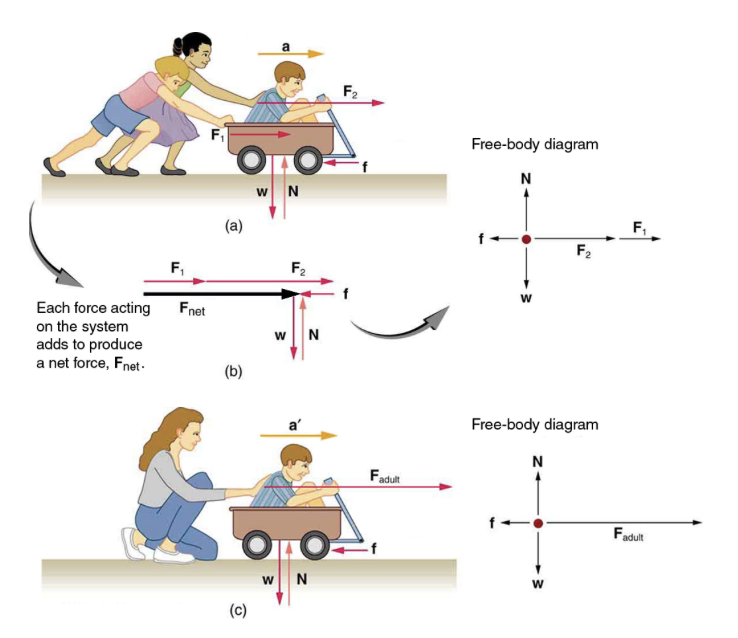 a
F2
F1
f
w N
(a)
Free-body diagram
N
f
F2
F1
w
F1 F2
Fnet
f
w N
(b)
Each force acting
on the system
adds to produce
a net force, Fnet.
a′
Fadult
f
w N
(c)
Free-body diagram
N
f
Fadult
w